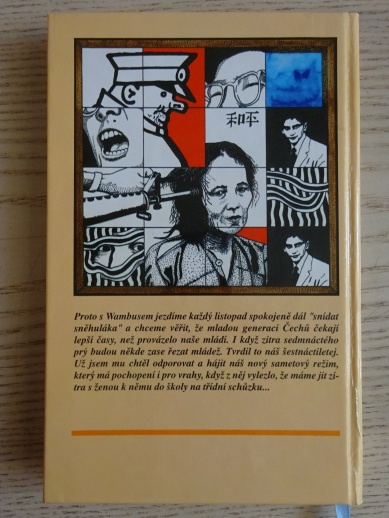 和平
Proto s Wambusem jezdíme každý listopad spokojeně dál "snídat
sněhuláka" a chceme věřit, že mladou generaci Čechů čekají
lepší časy, než provázelo naše mládí. I když zítra sedmnáctého
prý budou někde zase řezat mládež. Tvrdil to náš šestnáctiletej.
Už jsem mu chtěl odporovat a hájit náš nový sametový režim,
který má pochopení i pro vrahy, když z něj vylezlo, že máme jít zí-
tra s ženou k němu do školy na třídní schůzku...